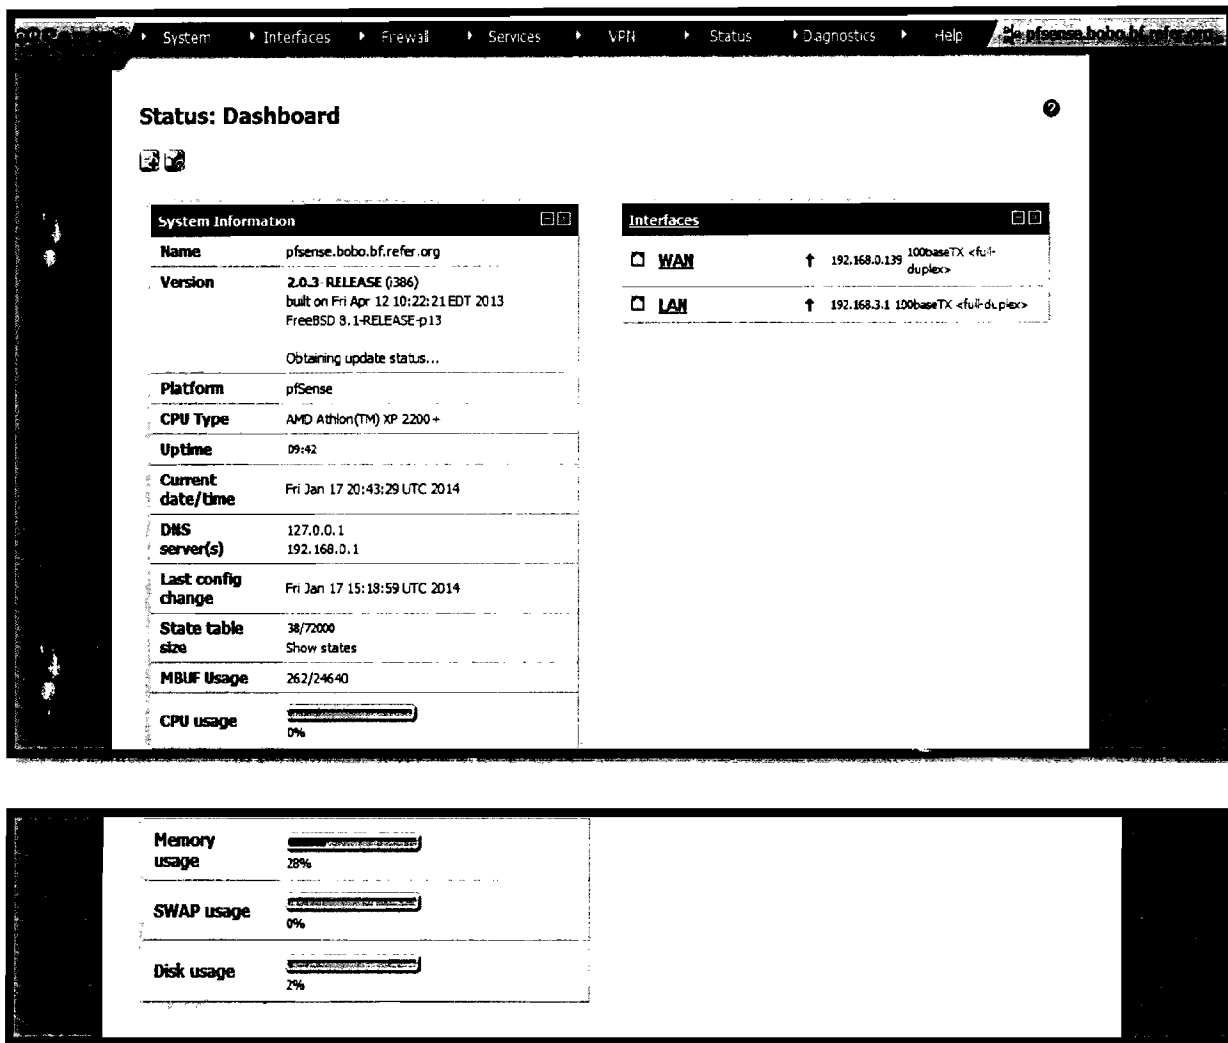 System Interfaces Firewall Services VPN Status Diagnostics Help pfsense.bobo.bf.refer.org
Status: Dashboard
System Information
Name pfsense.bobo.bf.refer.org
Version 2.0.3-RELEASE (i386)
built on Fri Apr 12 10:22:21 EDT 2013
FreeBSD 8.1-RELEASE-p13
Obtaining update status...
Platform pfSense
CPU Type AMD Athlon(TM) XP 2200+
Uptime 09:42
Current
date/time Fri Jan 17 20:43:29 UTC 2014
DNS
server(s)
127.0.0.1
192.168.0.1
Last config
change Fri Jan 17 15:18:59 UTC 2014
State table
size
38/72000
Show states
MBUF Usage 262/24640
CPU usage
0%
Interfaces
WAN 192.168.0.139 100baseTX <full-
duplex>
LAN 192.168.3.1 100baseTX <full-duplex>
Memory
usage
28%
SWAP usage
0%
Disk usage
2%